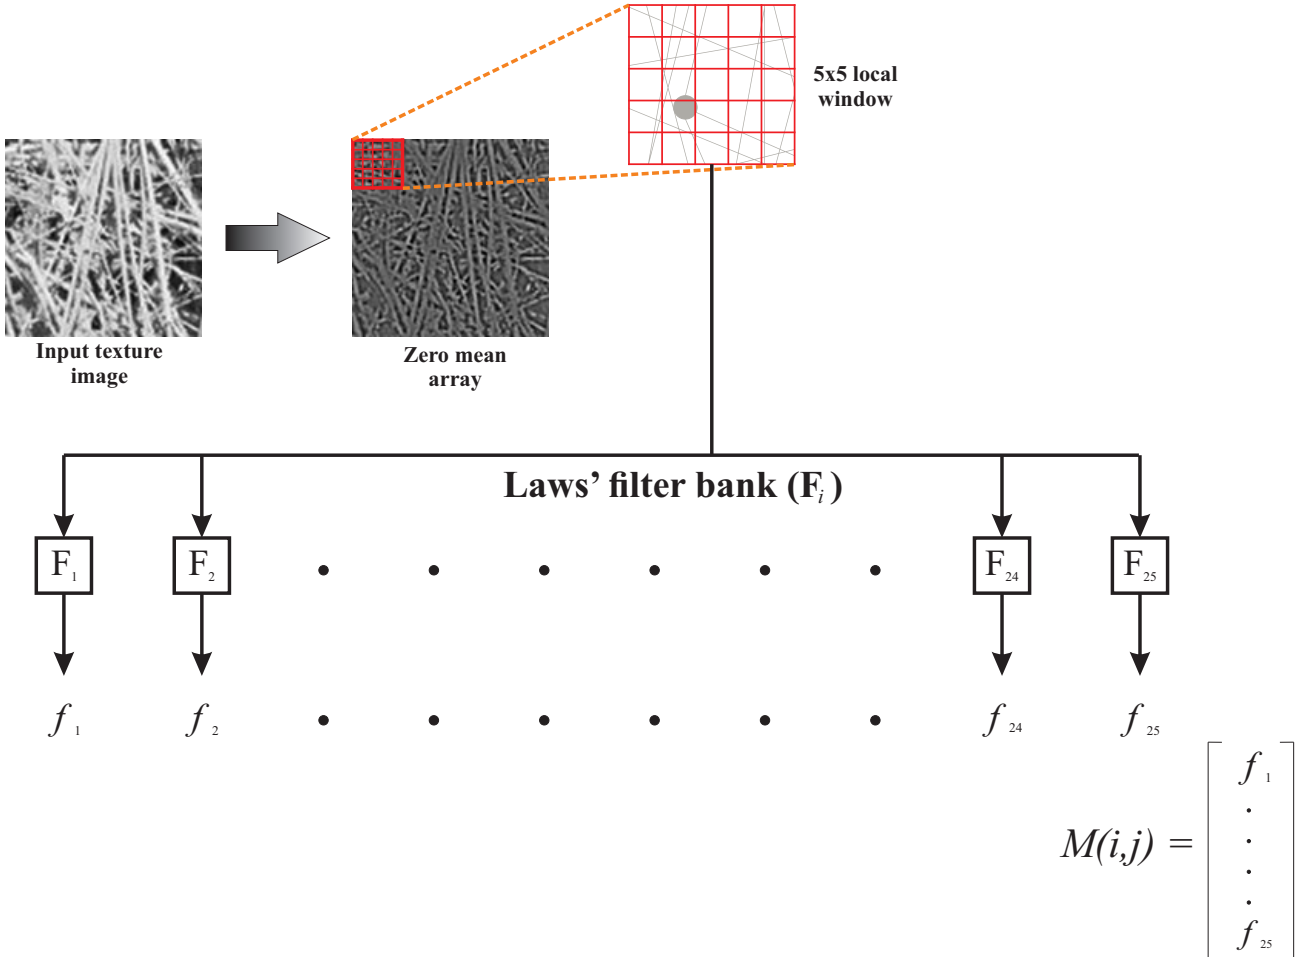 5x5 local
window
Input texture
image
Zero mean
array
Laws’ filter bank (Fᵢ)
F₁ F₂ F₂₄ F₂₅
f₁ f₂ f₂₄ f₂₅
f₁
M(i,j) =
f₂₅